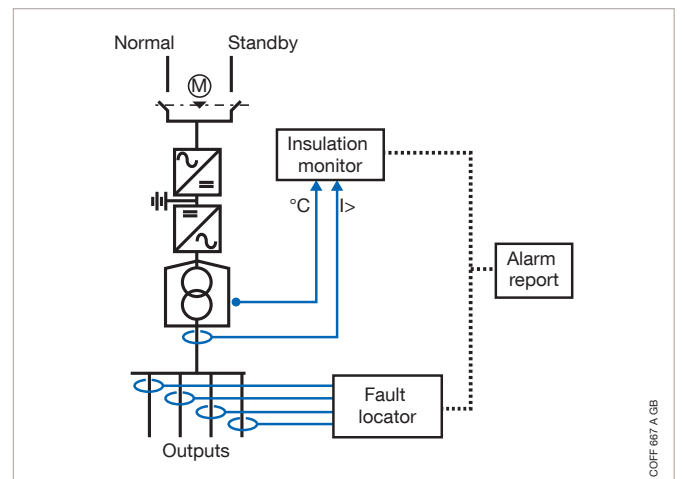 Normal
Standby
M
Insulation
monitor
°C
I>
Alarm
report
Fault
locator
Outputs
COFF 667 A GB